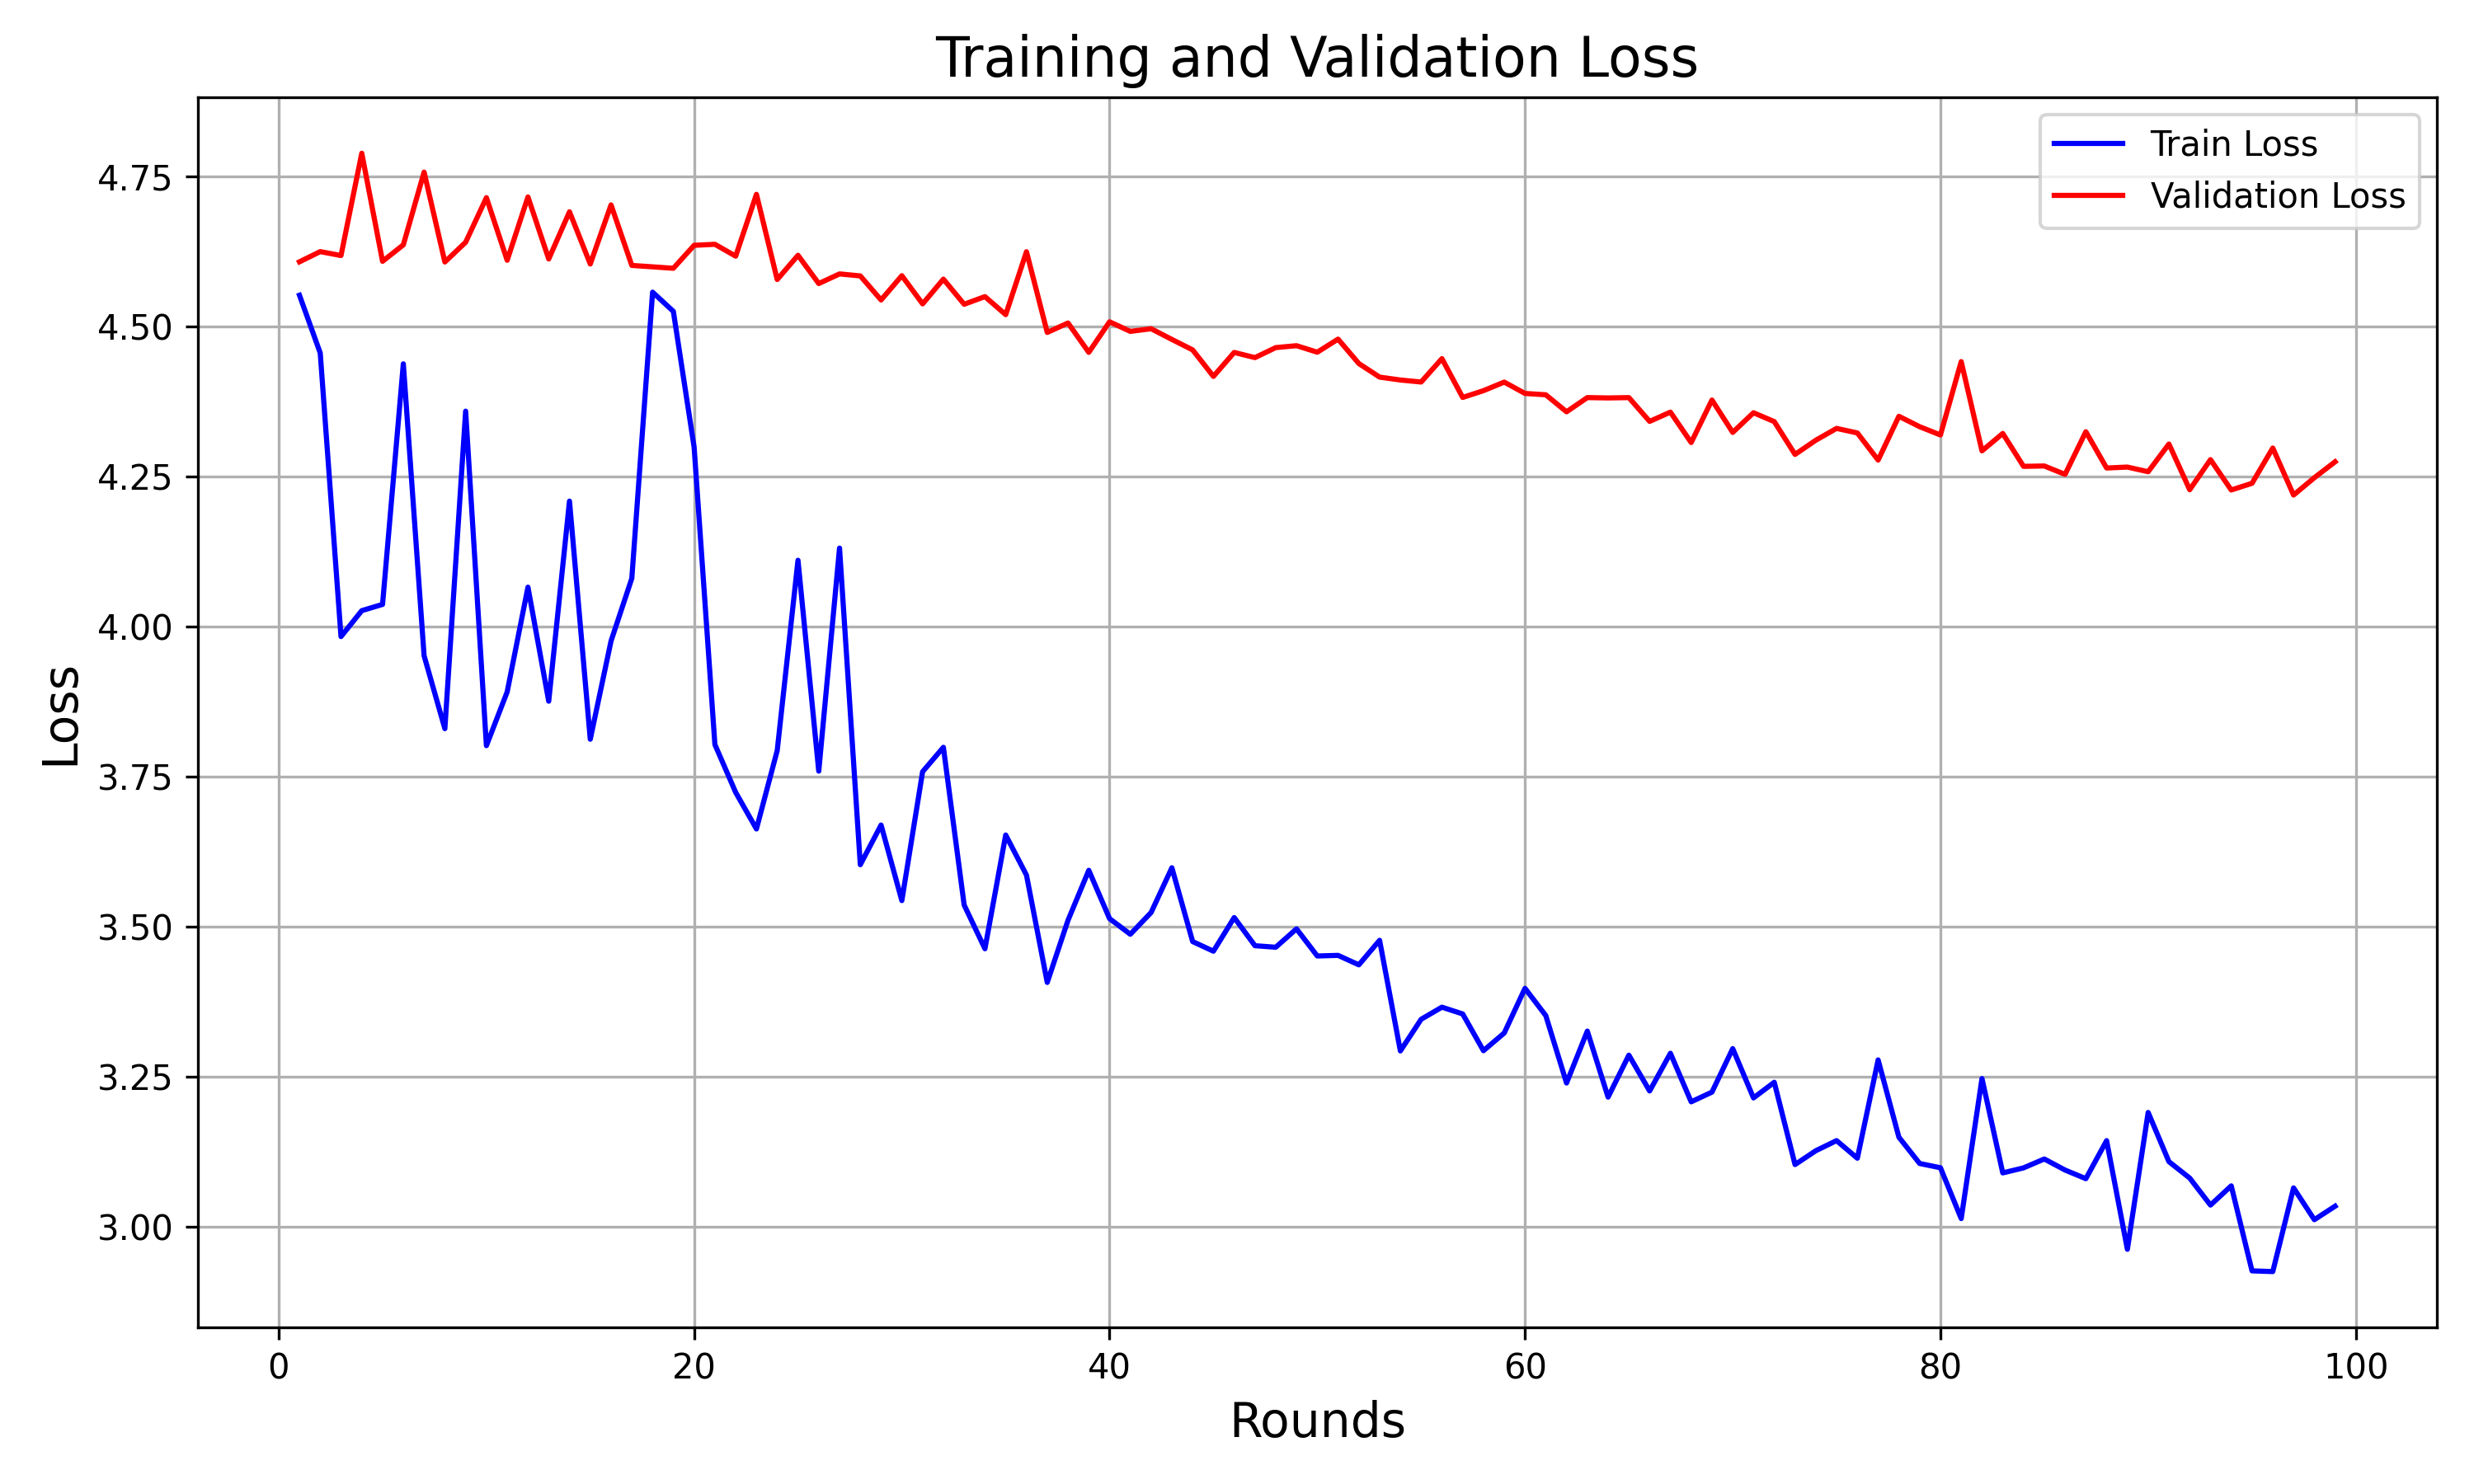 Training and Validation Loss
Train Loss
Validation Loss
4.75
4.50
4.25
4.00
3.75
3.50
3.25
3.00
Loss
0 20 40 60 80 100
Rounds